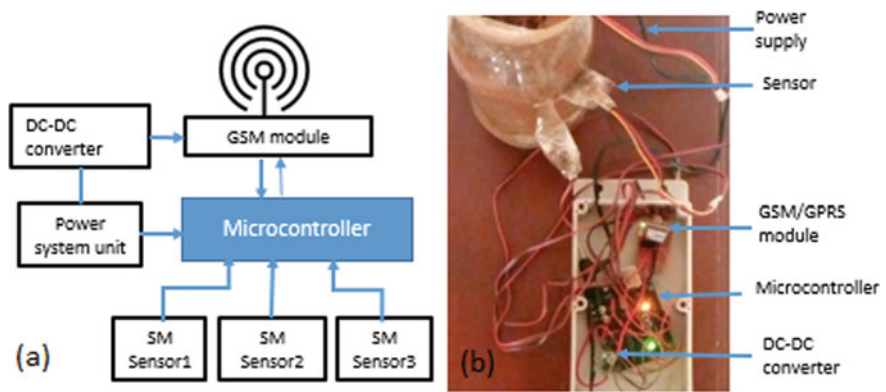 DC-DC
converter
GSM module
Power
system unit
Microcontroller
SM
Sensor1
SM
Sensor2
SM
Sensor3
(a)
Power
supply
Sensor
GSM/GPRS
module
Microcontroller
DC-DC
converter
(b)